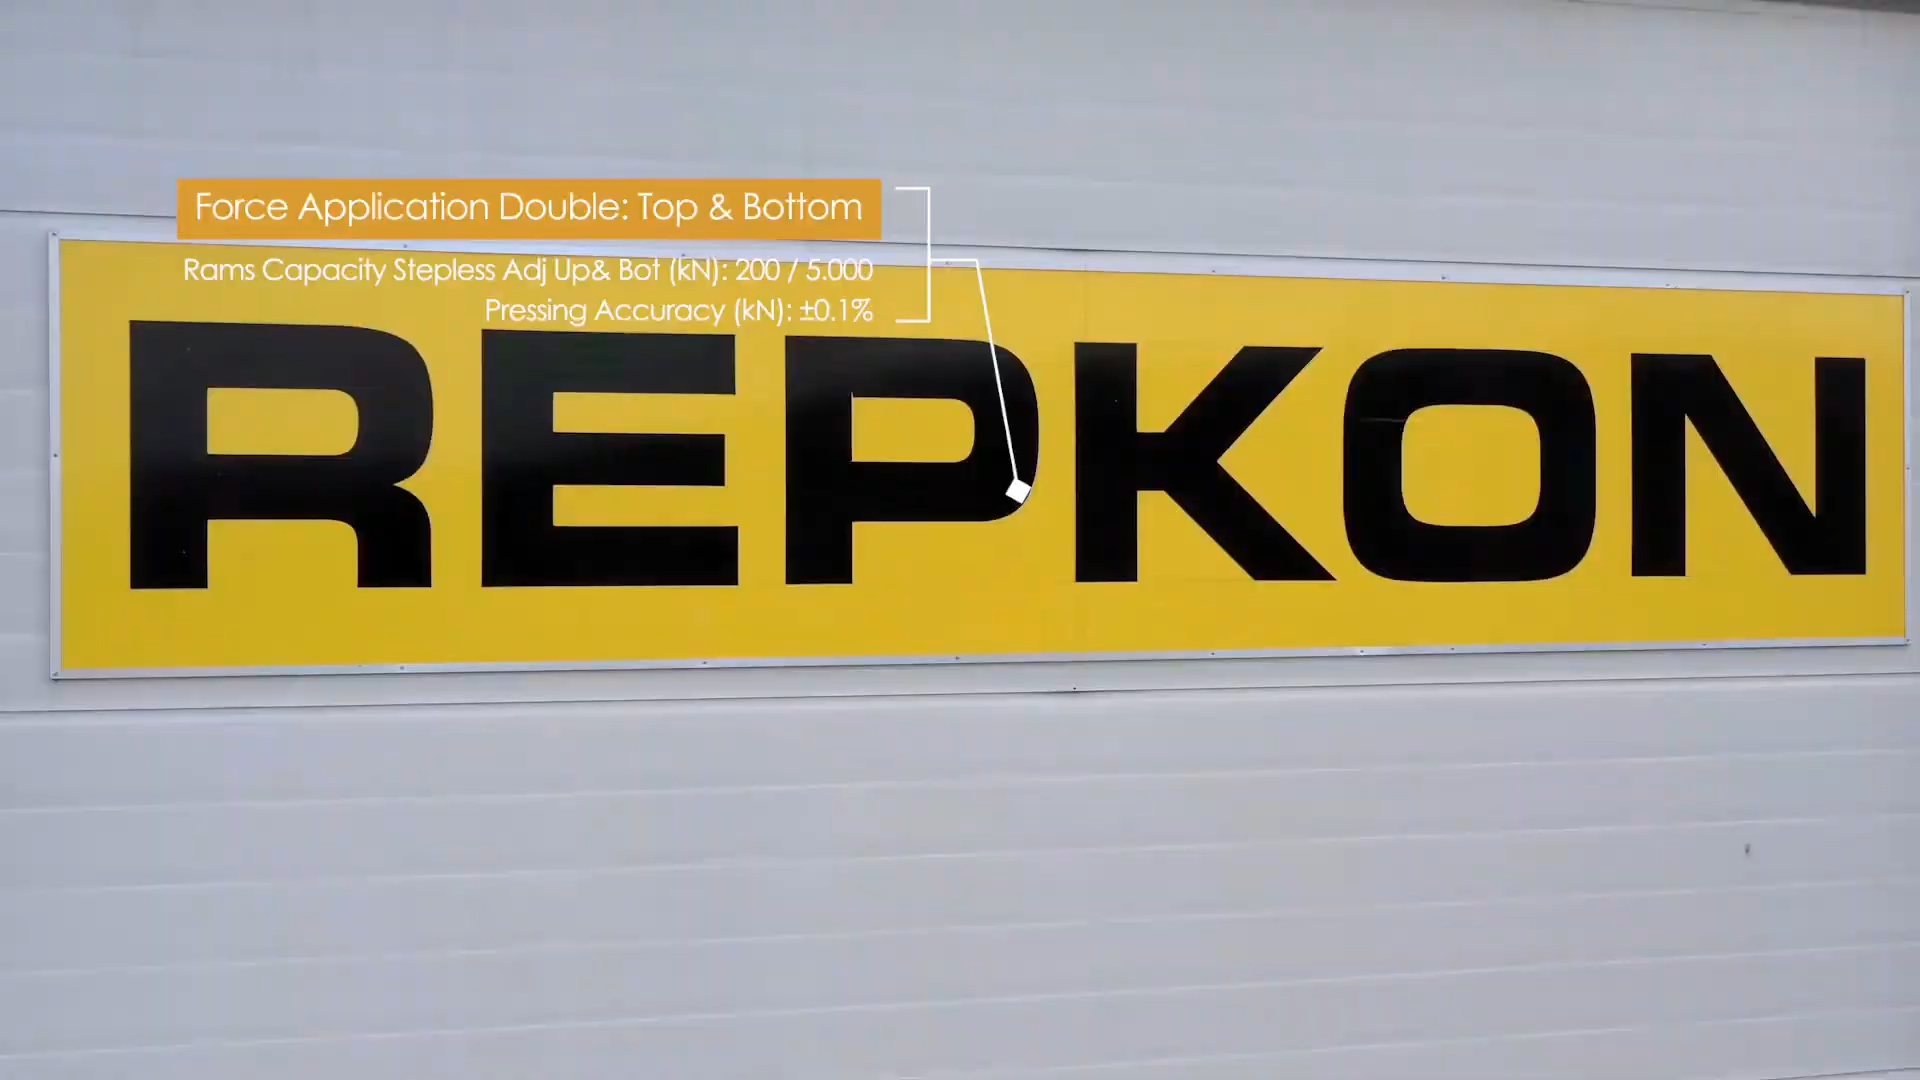 Force Application Double: Top & Bottom
Rams Capacity Stepless Adj Up& Bot (kN): 200 / 5.000
Pressing Accuracy (kN): ±0.1%
REPKON